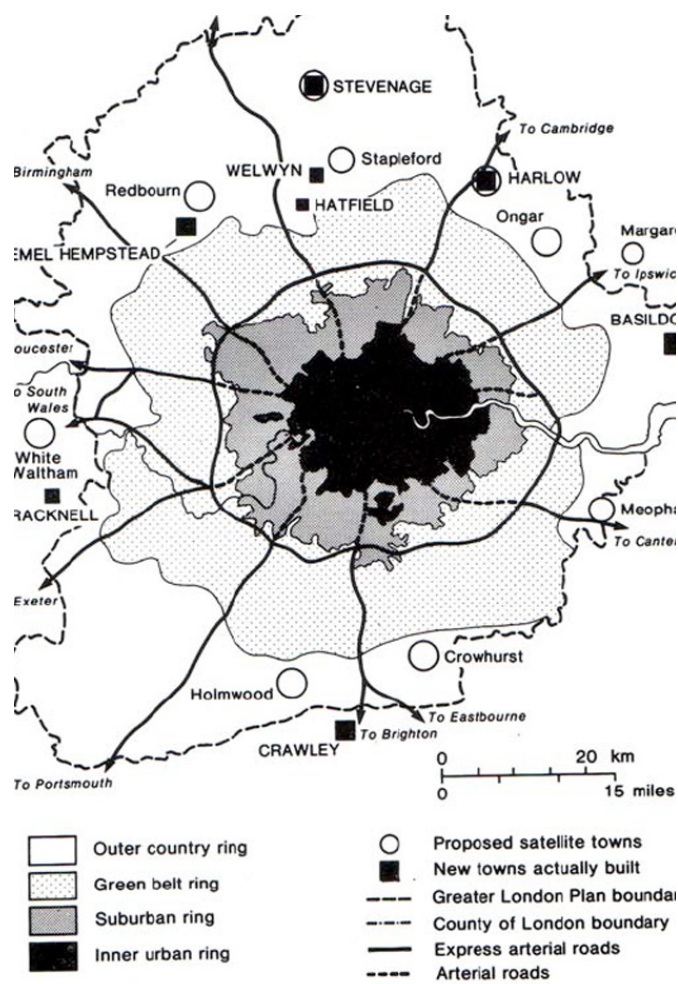 STEVENAGE
To Cambridge
Stapleford
WELWYN
Birmingham
HARLOW
Redbourn
HATFIELD
Ongar
Margar
EMEL HEMPSTEAD
To Ipswic
BASILDO
oucester
o South
Wales
White
Waltham
RACKNELL
Meopha
To Canter
Exeter
Crowhurst
Holmwood
To Eastbourne
To Brighton
CRAWLEY
To Portsmouth
0 20 km
0 15 miles
Outer country ring
Green belt ring
Suburban ring
Inner urban ring
Proposed satellite towns
New towns actually built
Greater London Plan boundar
County of London boundary
Express arterial roads
Arterial roads